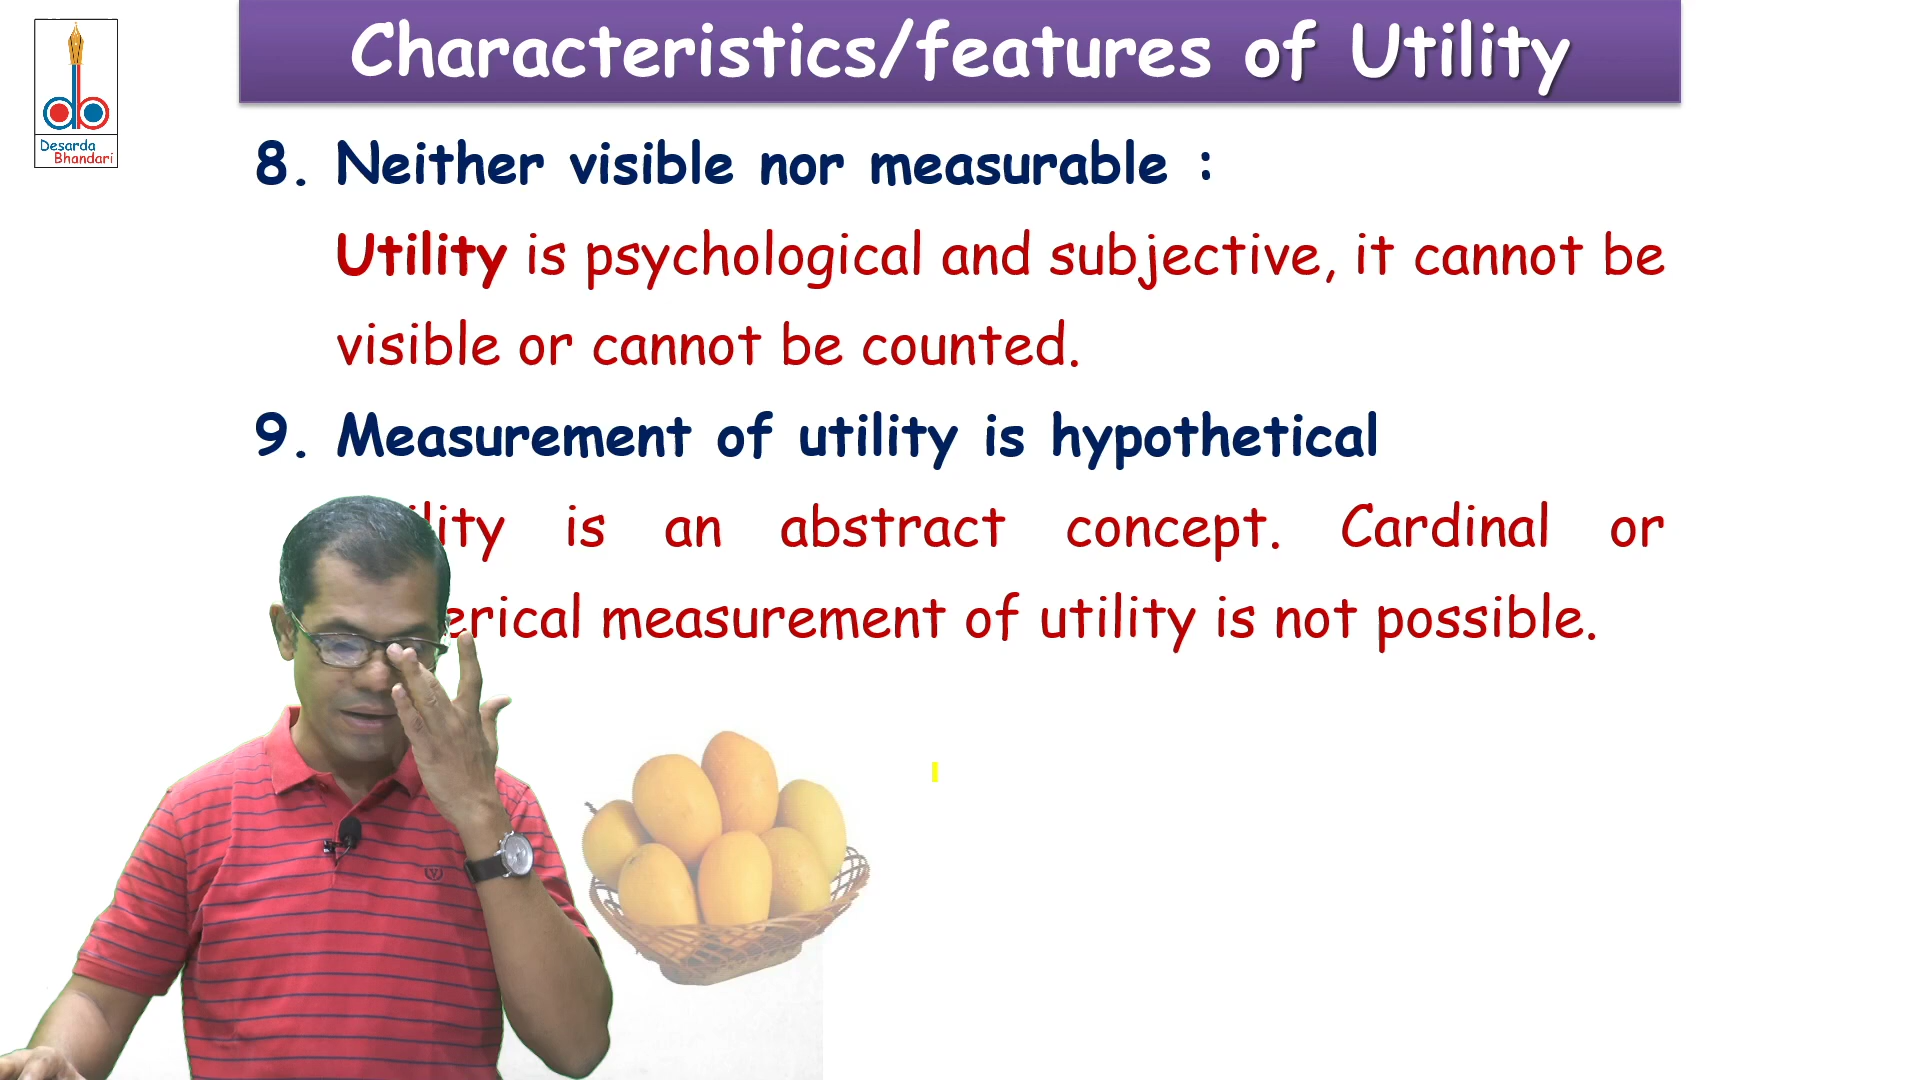 Characteristics/features of Utility
Desarda
Bhandari
8. Neither visible nor measurable :
Utility is psychological and subjective, it cannot be
visible or cannot be counted.
9. Measurement of utility is hypothetical
is an abstract concept. Cardinal or
measurement of utility is not possible.